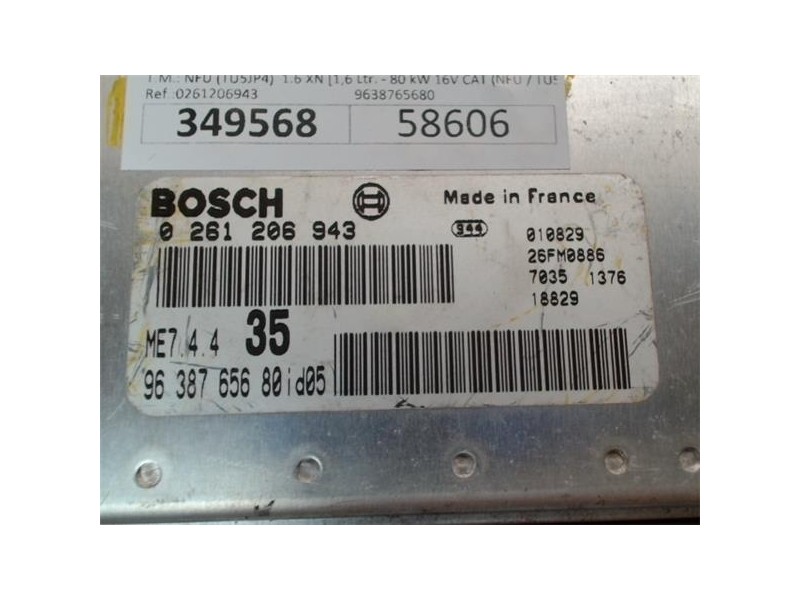 T.M.: NFU (TU5JP4) 1.6 XN [1,6 Ltr. - 80 kW 16V CAT (NFU / TU5
Ref :0261206943 9638765680
349568 58606
BOSCH Made in France
0 261 206 943 944 010829
26FM0886
7035 1376
18829
ME7.4.4 35
96 387 656 80id05